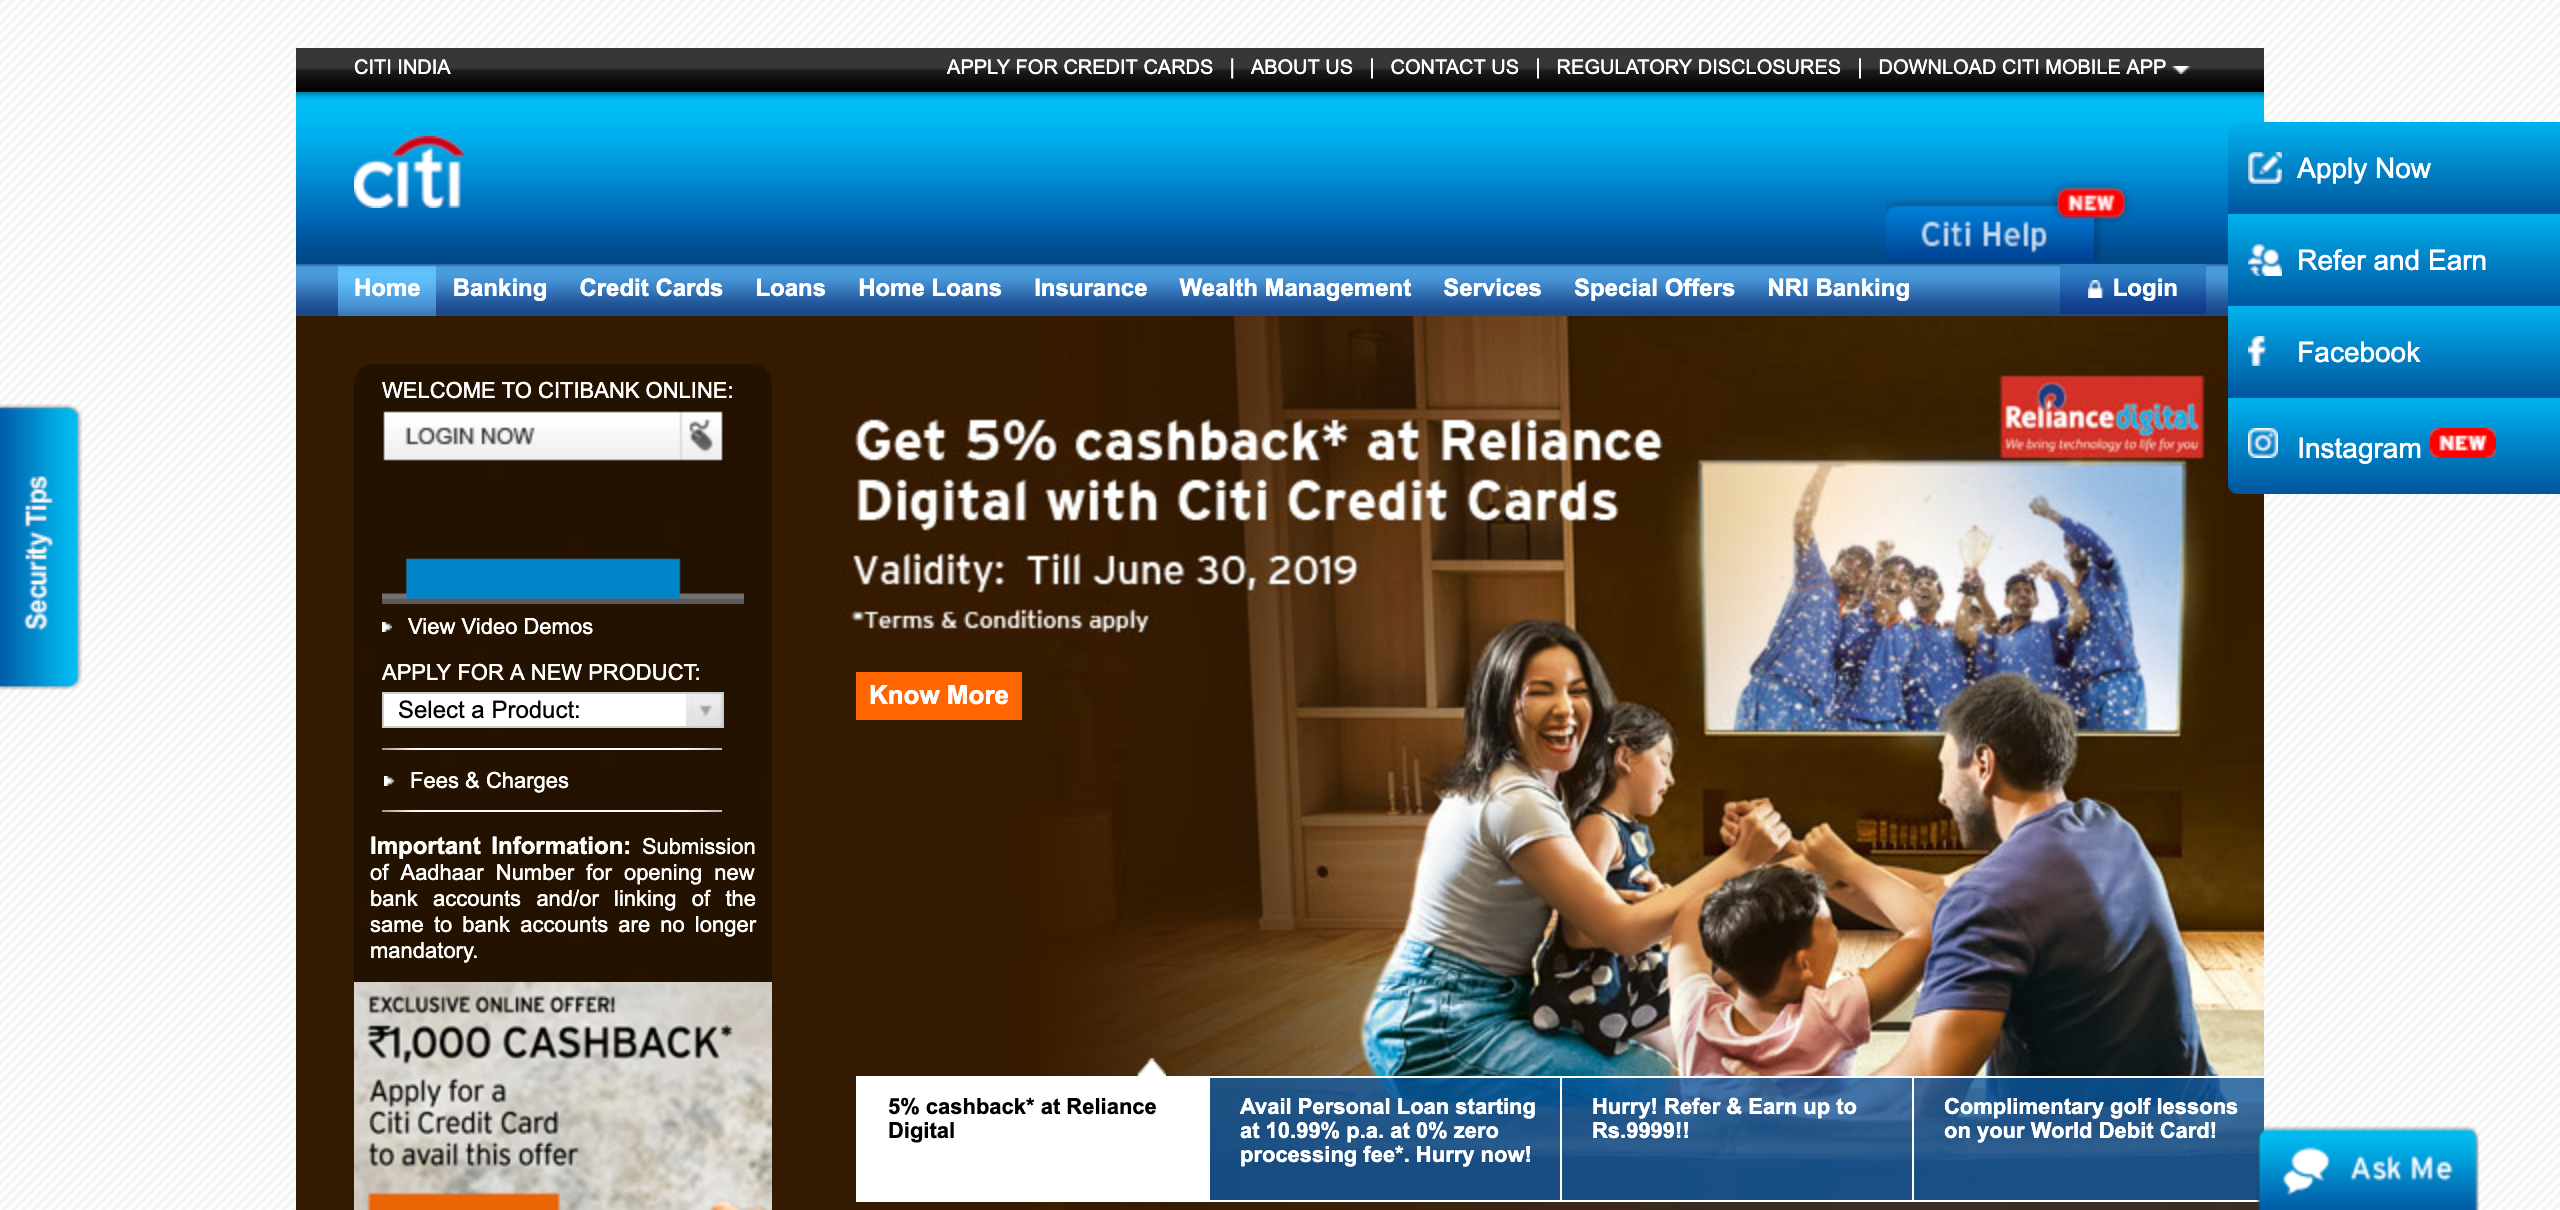 CITI INDIA
APPLY FOR CREDIT CARDS | ABOUT US | CONTACT US | REGULATORY DISCLOSURES | DOWNLOAD CITI MOBILE APP
citi
Citi Help
NEW
Home Banking Credit Cards Loans Home Loans Insurance Wealth Management Services Special Offers NRI Banking Login
Apply Now
Refer and Earn
Facebook
Instagram NEW
Security Tips
WELCOME TO CITIBANK ONLINE:
LOGIN NOW
View Video Demos
APPLY FOR A NEW PRODUCT:
Select a Product:
Fees & Charges
Important Information: Submission
of Aadhaar Number for opening new
bank accounts and/or linking of the
same to bank accounts are no longer
mandatory.
EXCLUSIVE ONLINE OFFER!
₹1,000 CASHBACK*
Apply for a
Citi Credit Card
to avail this offer
Get 5% cashback* at Reliance
Digital with Citi Credit Cards
Validity: Till June 30, 2019
*Terms & Conditions apply
Know More
Reliance digital
We bring technology to life for you
5% cashback* at Reliance
Digital
Avail Personal Loan starting
at 10.99% p.a. at 0% zero
processing fee*. Hurry now!
Hurry! Refer & Earn up to
Rs.9999!!
Complimentary golf lessons
on your World Debit Card!
Ask Me